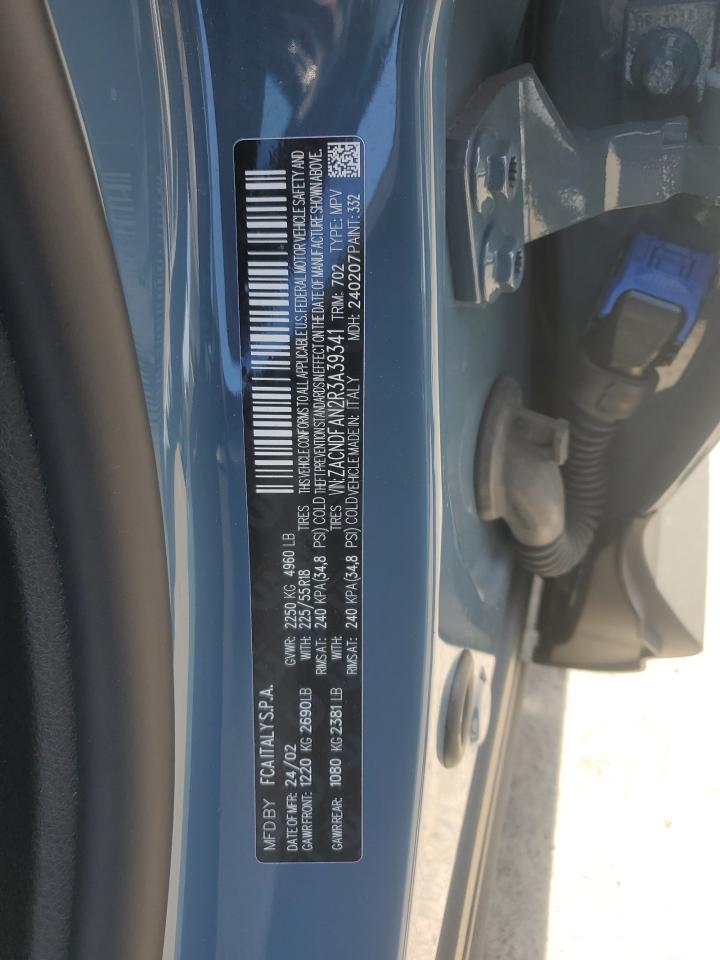 MFD BY FCA ITALY S.P.A.
DATE OF MFR: 24/02 GVWR: 2250 KG 4960 LB
GAWR FRONT: 1220 KG 2690 LB WITH: 225/55R18 TIRES
RIMS AT: 240 KPA(34,8 PSI) COLD
GAWR REAR: 1080 KG 2381 LB WITH: TIRES
RIMS AT: 240 KPA(34,8 PSI) COLD
THIS VEHICLE CONFORMS TO ALL APPLICABLE U.S. FEDERAL MOTOR VEHICLE SAFETY AND
THEFT PREVENTION STANDARDS IN EFFECT ON THE DATE OF MANUFACTURE SHOWN ABOVE.
VIN: ZACNDFAN2R3A39341 TRIM: 702 TYPE: MPV
VEHICLE MADE IN: ITALY MDH: 240207 PAINT: 332